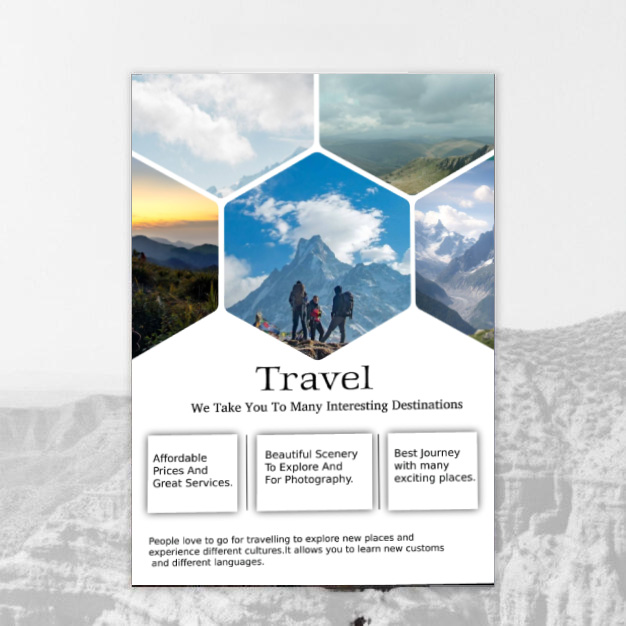 Travel
We Take You To Many Interesting Destinations
Affordable
Prices And
Great Services.
Beautiful Scenery
To Explore And
For Photography.
Best Journey
with many
exciting places.
People love to go for travelling to explore new places and
experience different cultures.It allows you to learn new customs
and different languages.